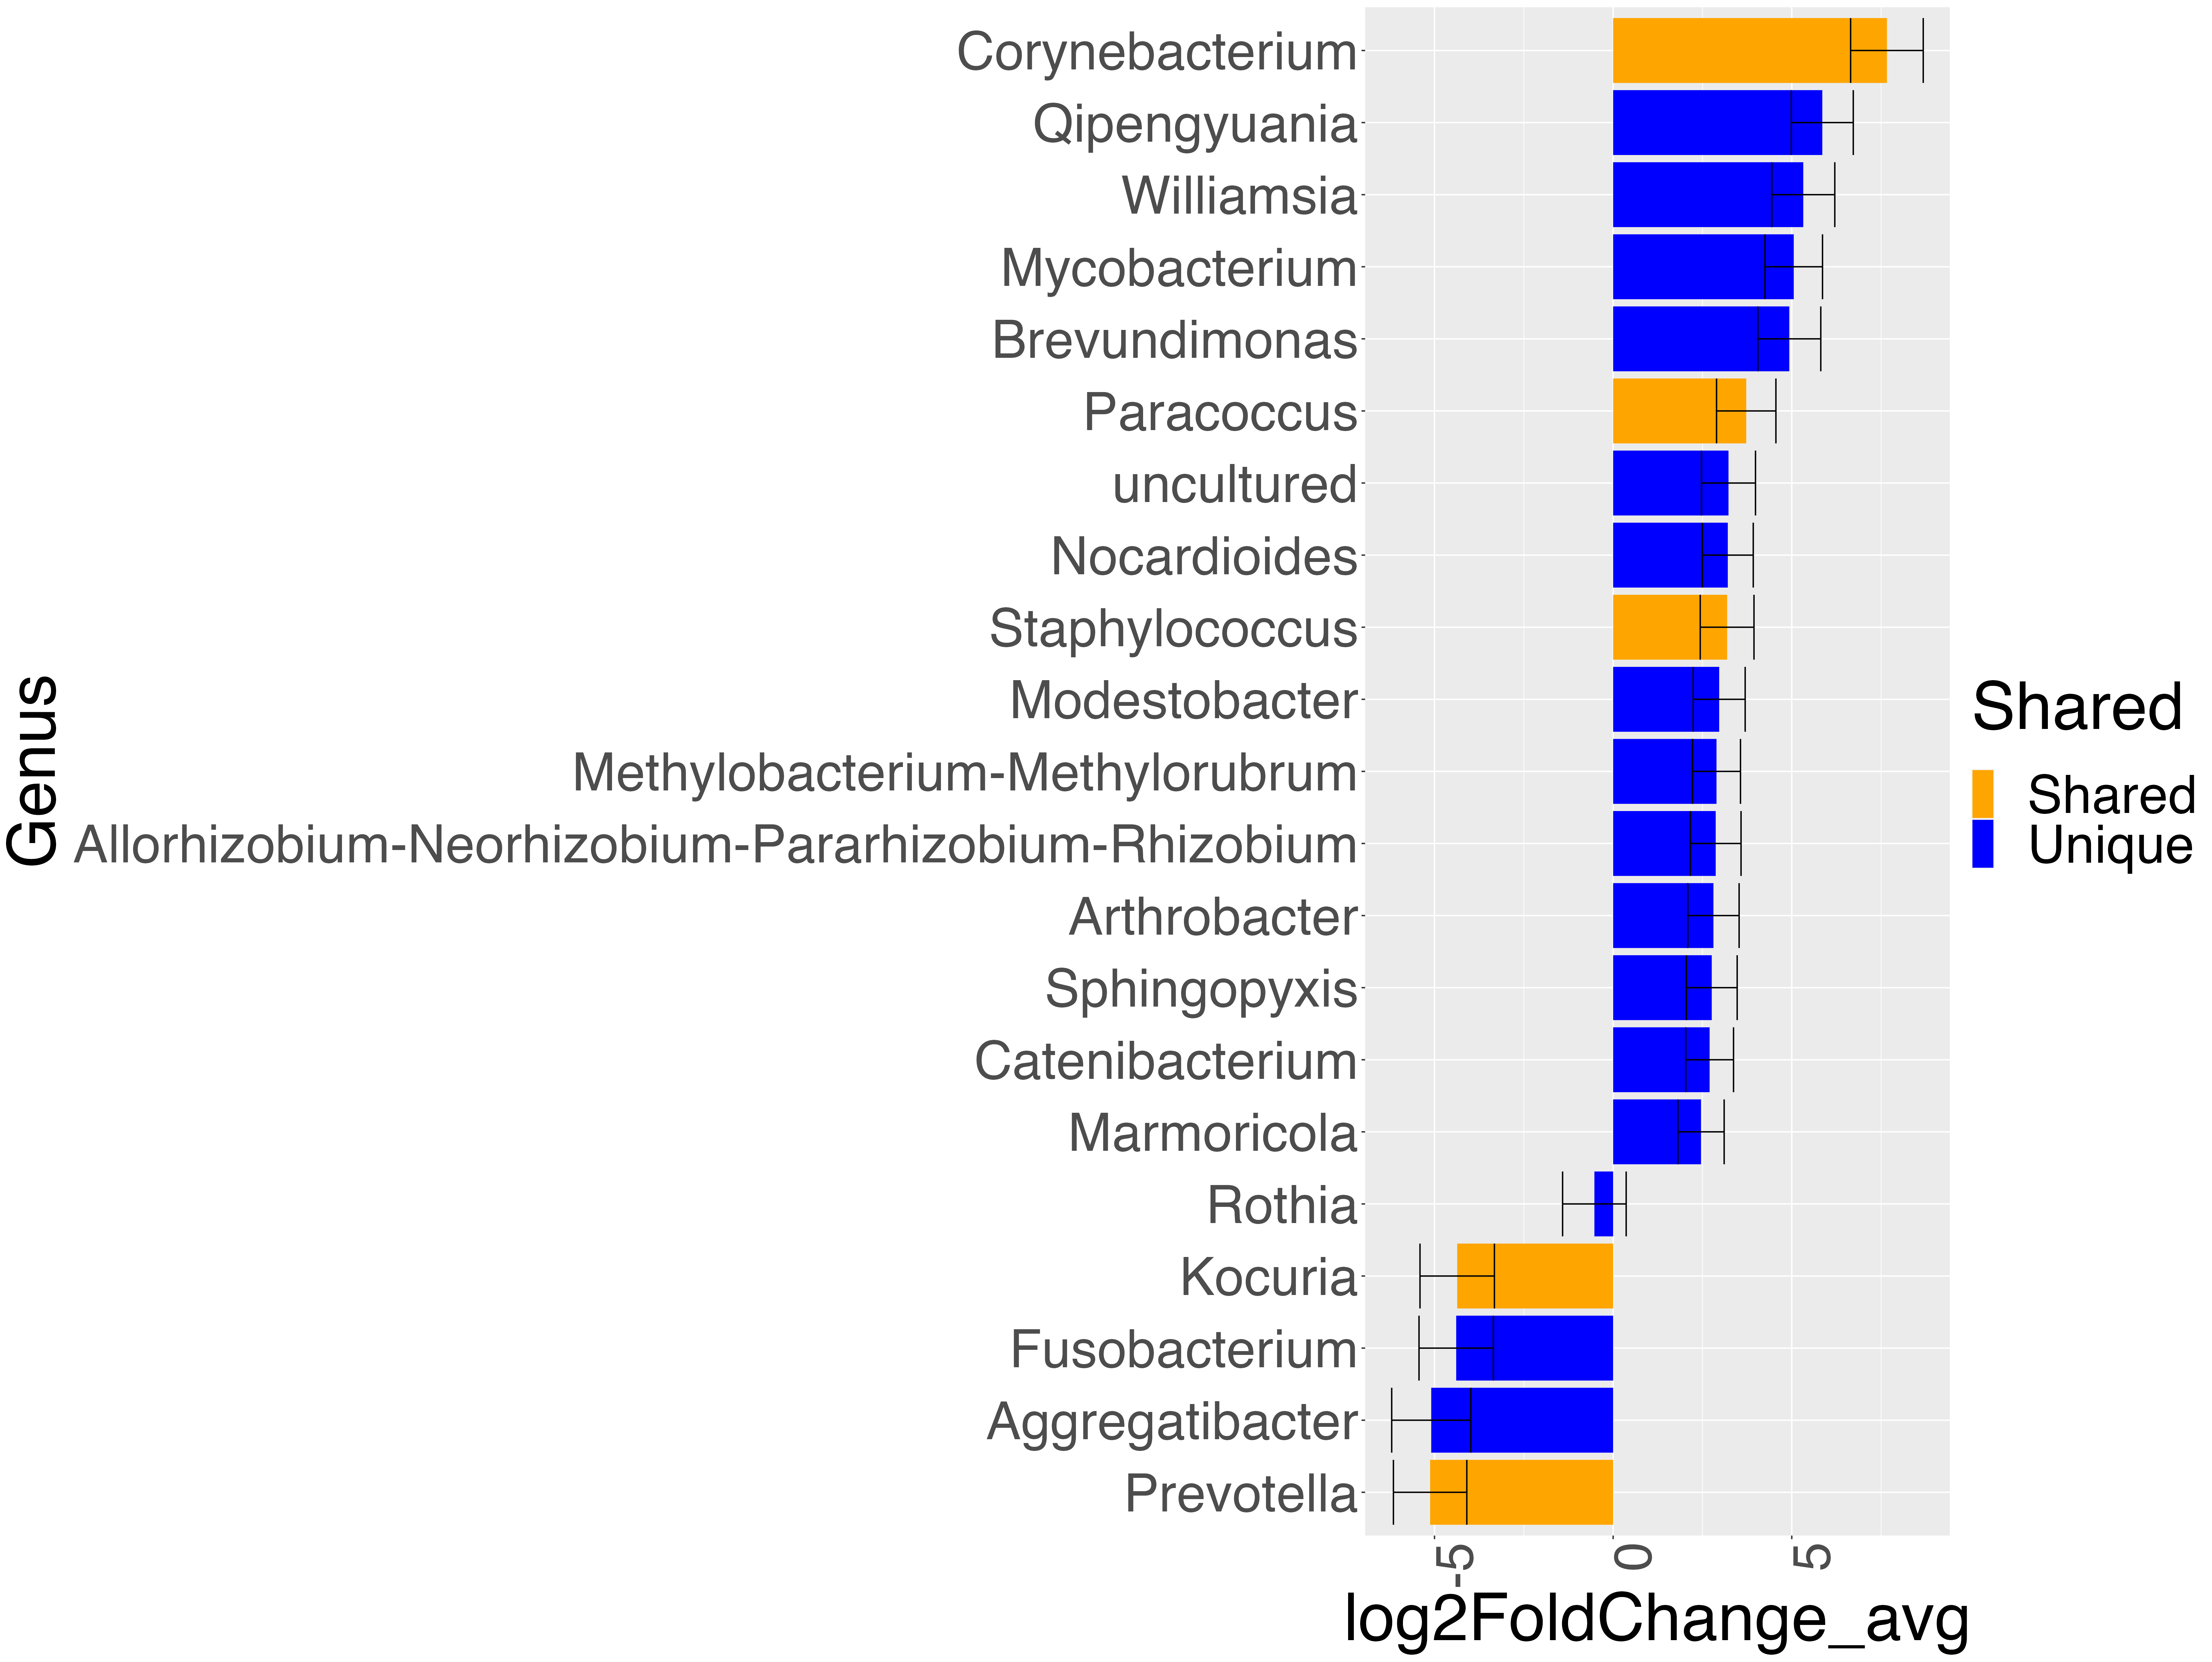 Genus
Corynebacterium
Qipengyuania
Williamsia
Mycobacterium
Brevundimonas
Paracoccus
uncultured
Nocardioides
Staphylococcus
Modestobacter
Methylobacterium-Methylorubrum
Allorhizobium-Neorhizobium-Pararhizobium-Rhizobium
Arthrobacter
Sphingopyxis
Catenibacterium
Marmoricola
Rothia
Kocuria
Fusobacterium
Aggregatibacter
Prevotella
-5 0 5
log2FoldChange_avg
Shared
Shared
Unique